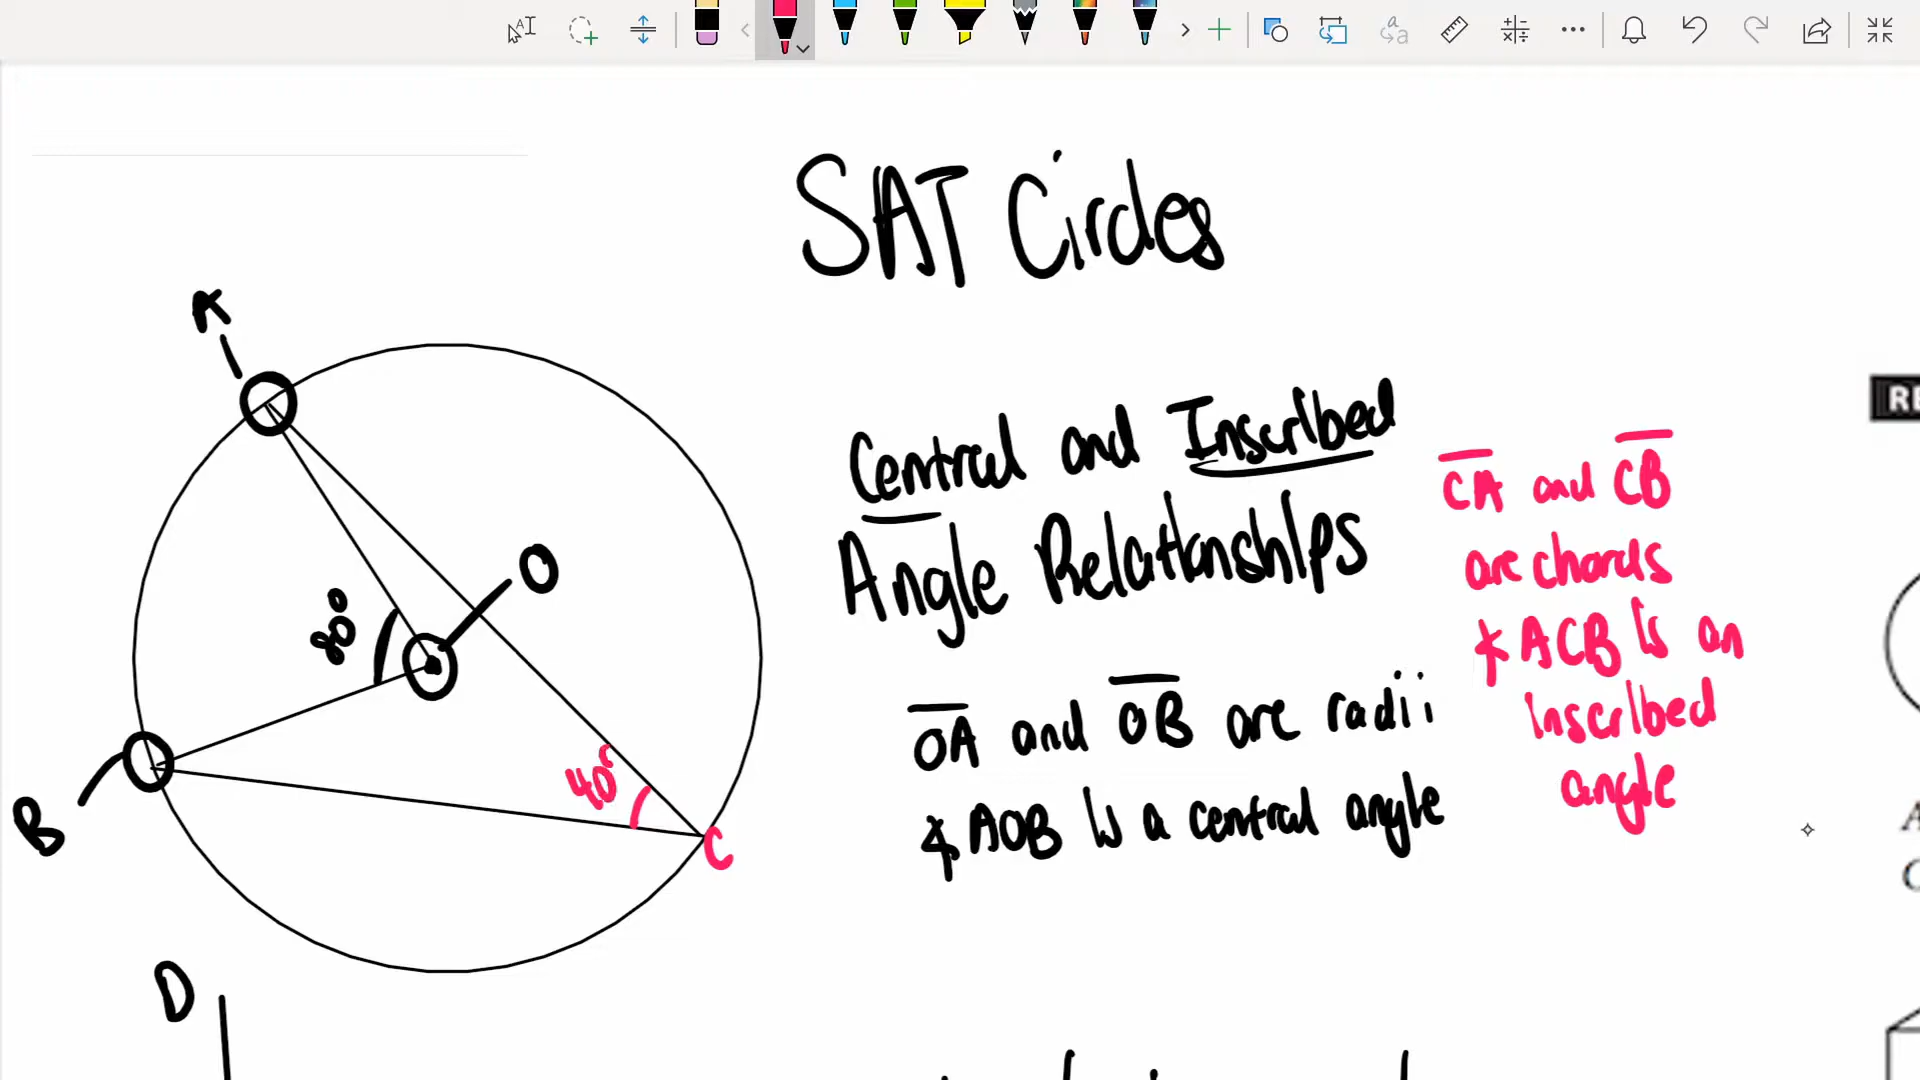 SAT Circles
A
Central and Inscribed
Angle Relationships
O
80°
B
C
40°
D
OA and OB are radii
∡ AOB is a central angle
CA and CB
are chords
∡ ACB is an
inscribed
angle
RE
A
C